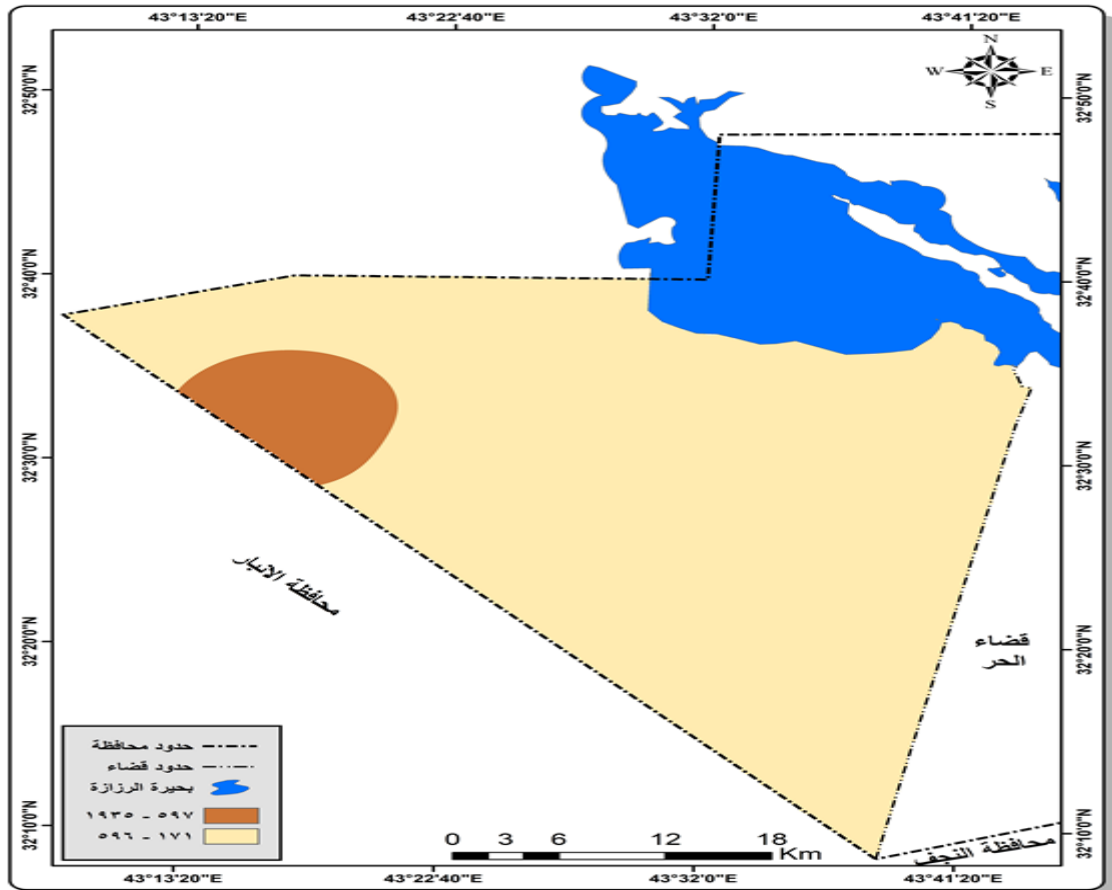 43°13'20"E 43°22'40"E 43°32'0"E 43°41'20"E
N
W E
S
32°50'0"N 32°50'0"N
32°40'0"N 32°40'0"N
32°30'0"N 32°30'0"N
محافظة الانبار
قضاء
الحر
32°20'0"N 32°20'0"N
حدود محافظة
حدود قضاء
بحيرة الرزازة
٥٩٧ - ١٩٣٥
١٧١ - ٥٩٦
32°10'0"N 32°10'0"N
0 3 6 12 18
Km
محافظة النجف
43°13'20"E 43°22'40"E 43°32'0"E 43°41'20"E